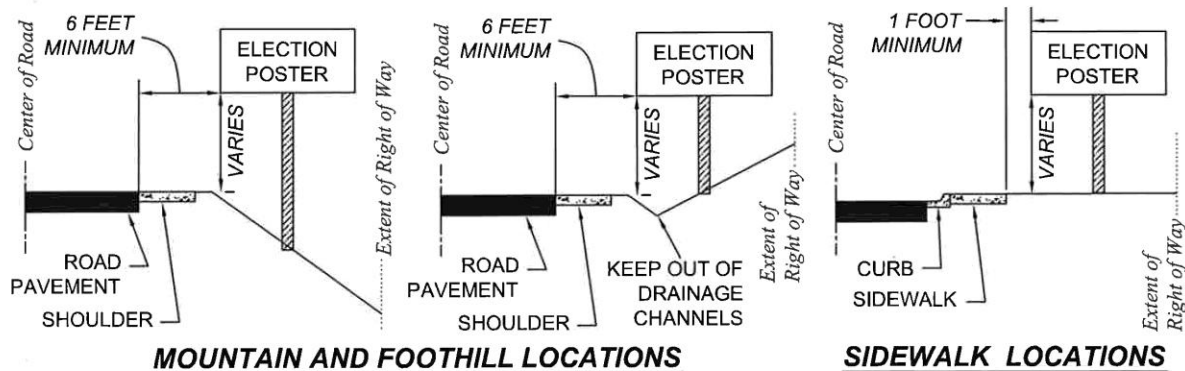 6 FEET
MINIMUM
Center of Road
ELECTION
POSTER
VARIES
Extent of Right of Way
ROAD
PAVEMENT
SHOULDER
6 FEET
MINIMUM
Center of Road
ELECTION
POSTER
VARIES
Extent of
Right of Way
ROAD
PAVEMENT
SHOULDER
KEEP OUT OF
DRAINAGE
CHANNELS
MOUNTAIN AND FOOTHILL LOCATIONS
1 FOOT
MINIMUM
Center of Road
ELECTION
POSTER
VARIES
CURB
SIDEWALK
Extent of
Right of Way
SIDEWALK LOCATIONS